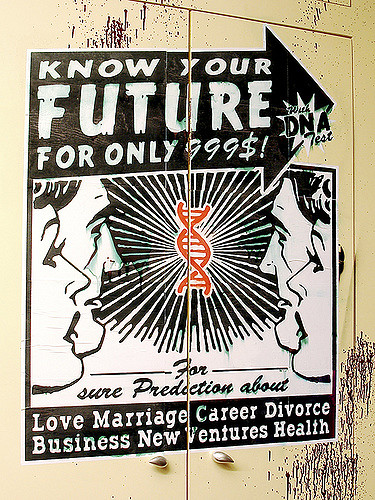 KNOW YOUR
FUTURE
FOR ONLY 999$!
With
DNA
Test
For
sure Prediction about
Love Marriage Career Divorce
Business New Ventures Health